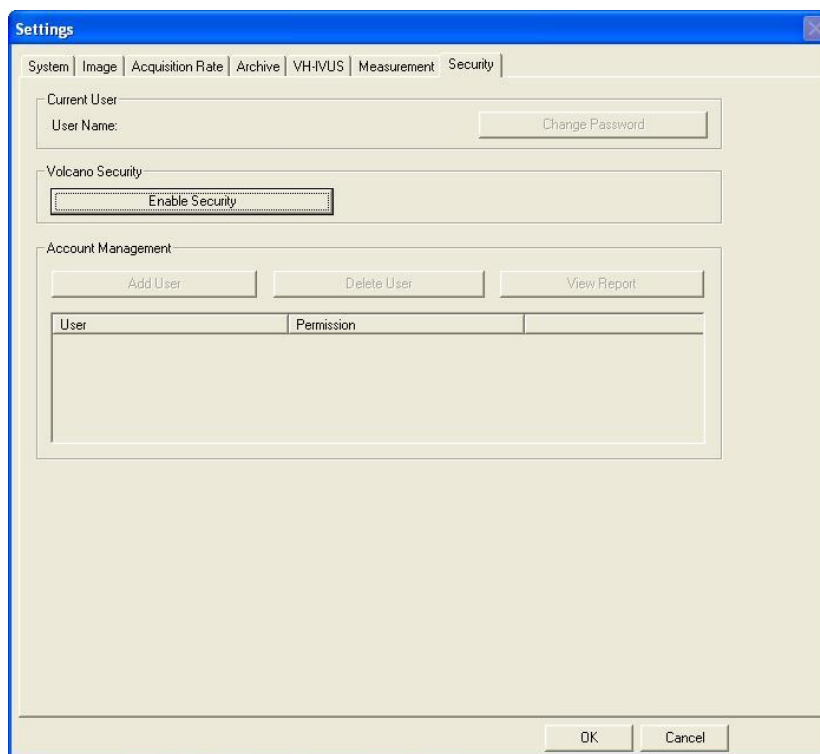 Settings
System Image Acquisition Rate Archive VH-IVUS Measurement Security
Current User
User Name: Change Password
Volcano Security
Enable Security
Account Management
Add User Delete User View Report
User Permission
OK Cancel